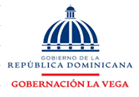 GOBIERNO DE LA
REPÚBLICA DOMINICANA
GOBERNACIÓN LA VEGA